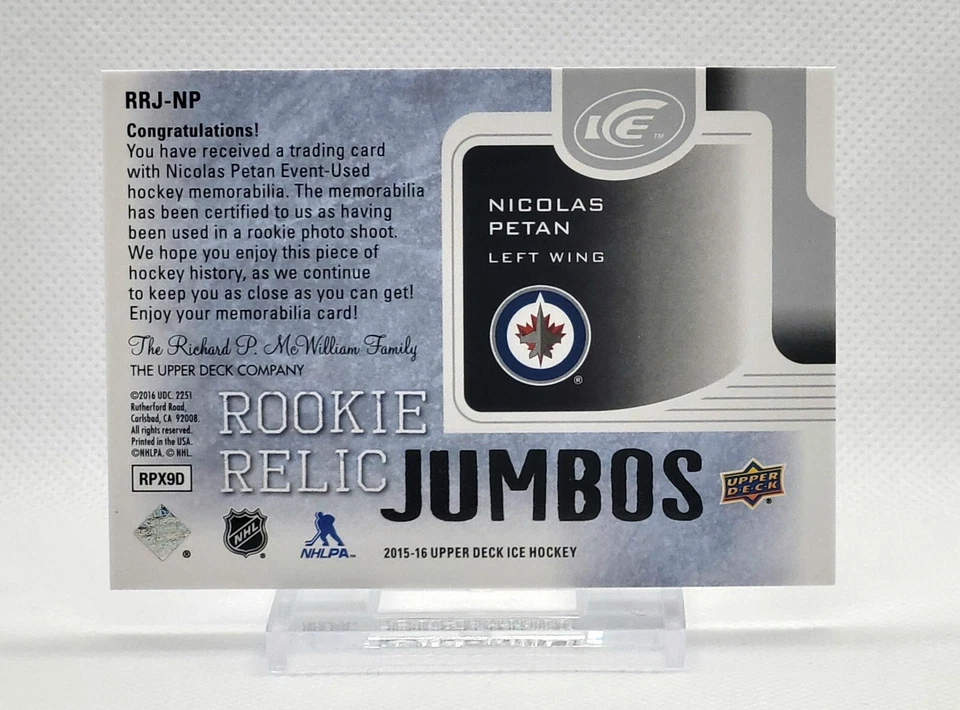 RRJ-NP
Congratulations!
You have received a trading card
with Nicolas Petan Event-Used
hockey memorabilia. The memorabilia
has been certified to us as having
been used in a rookie photo shoot.
We hope you enjoy this piece of
hockey history, as we continue
to keep you as close as you can get!
Enjoy your memorabilia card!
The Richard P. McWilliam Family
THE UPPER DECK COMPANY
©2016 UDC. 2251
Rutherford Road,
Carlsbad, CA 92008.
All rights reserved.
Printed in the USA.
©NHLPA. © NHL.
RPX9D
ICE™
NICOLAS
PETAN
LEFT WING
®
ROOKIE
RELIC JUMBOS
UPPER
DECK®
®
NHL®
NHLPA™
2015-16 UPPER DECK ICE HOCKEY